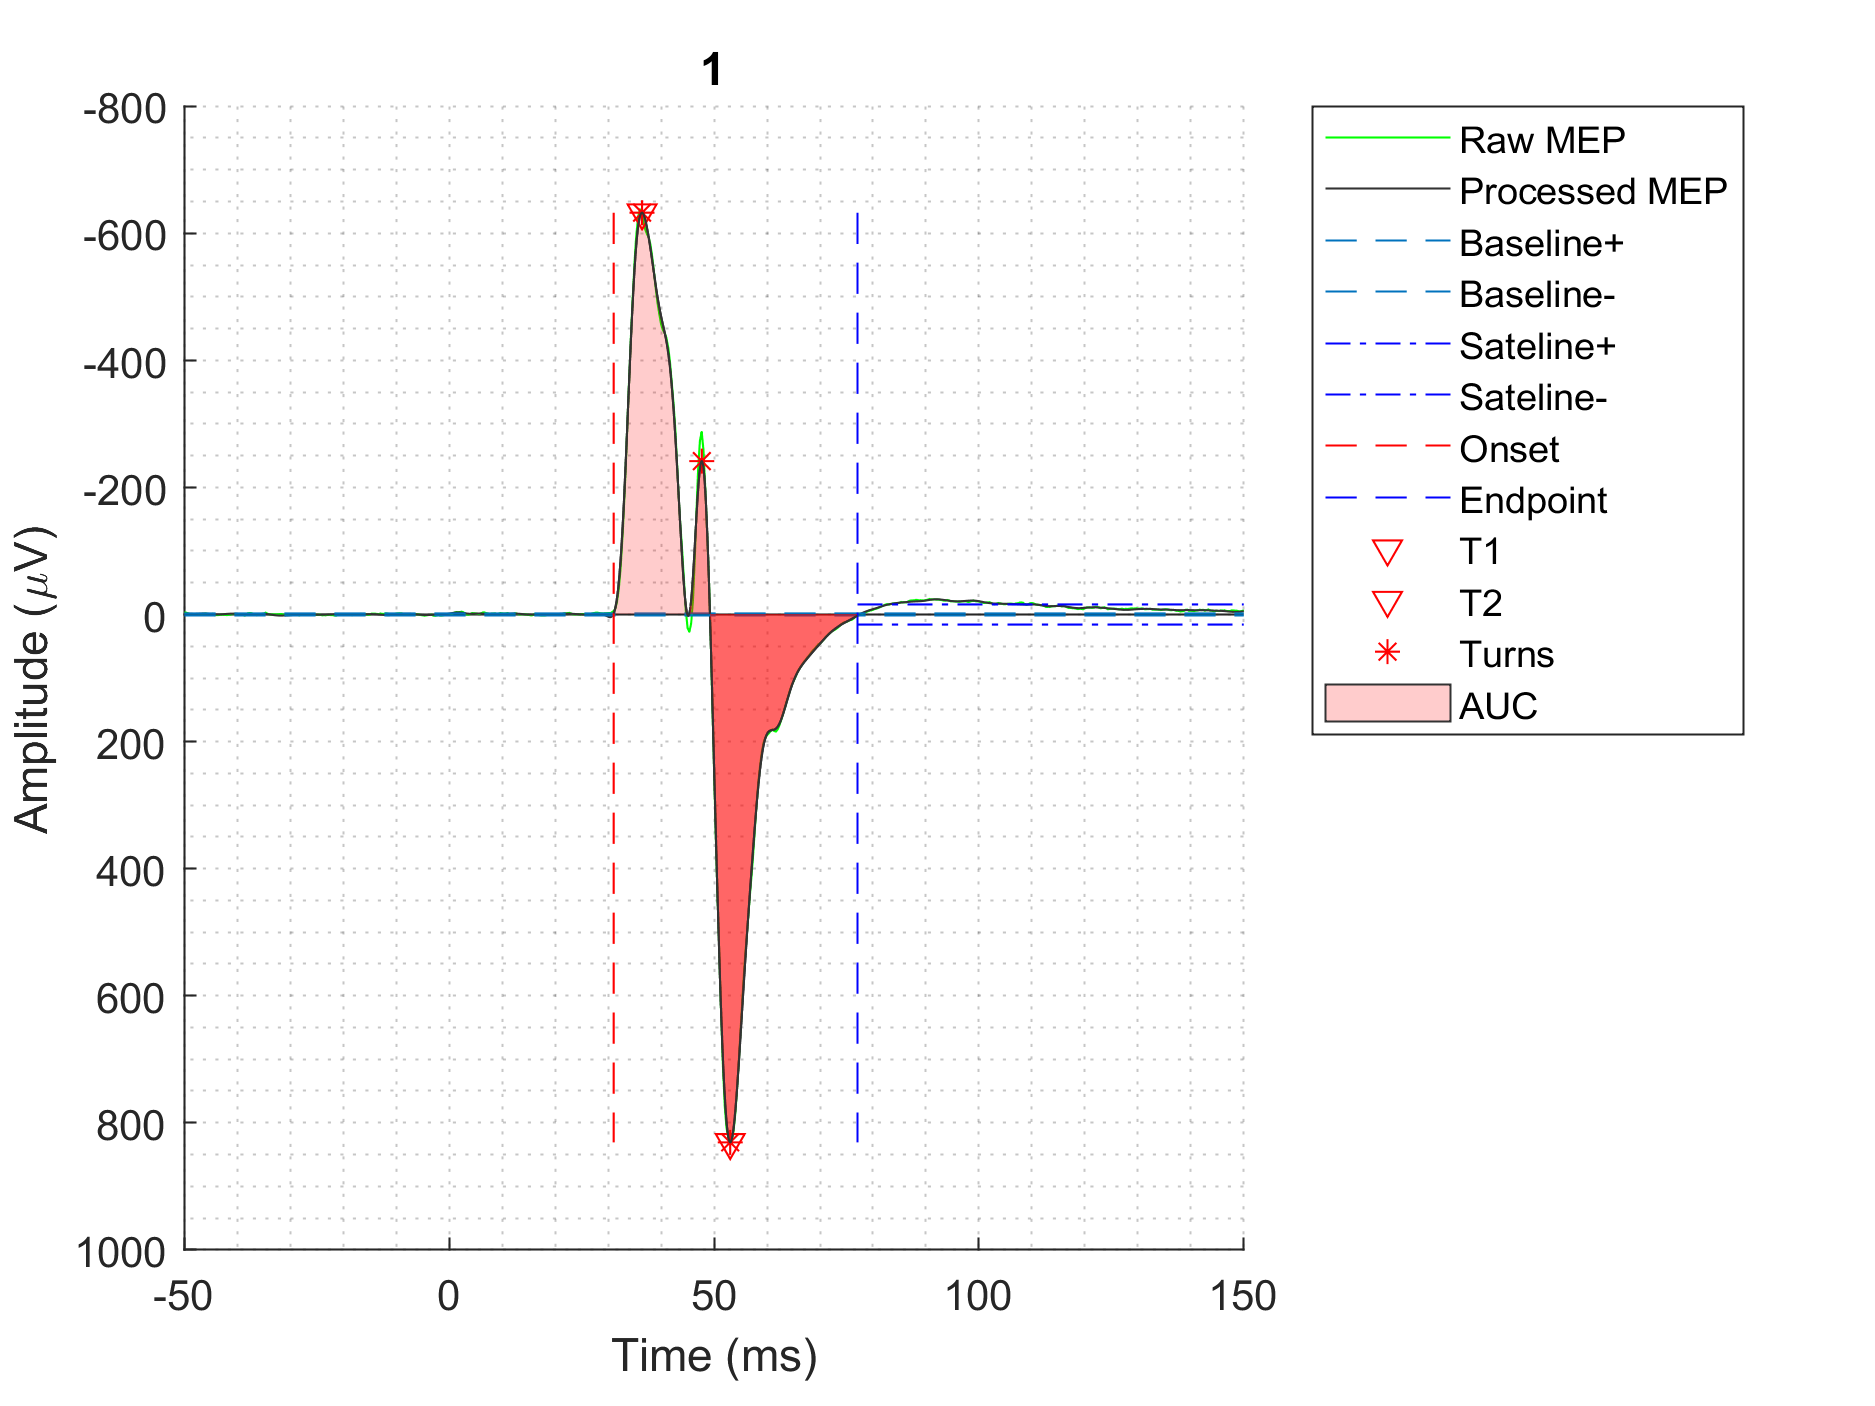 1
-800
-600
-400
-200
0
200
400
600
800
1000
Amplitude (μV)
-50 0 50 100 150
Time (ms)
Raw MEP
Processed MEP
Baseline+
Baseline-
Sateline+
Sateline-
Onset
Endpoint
T1
T2
Turns
AUC